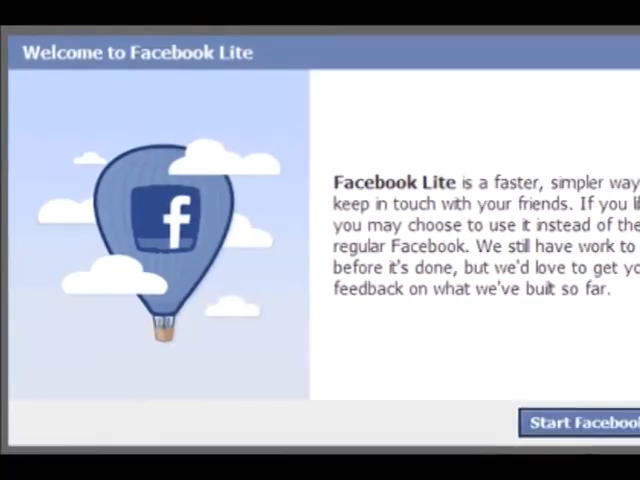 Welcome to Facebook Lite
f
Facebook Lite is a faster, simpler way
keep in touch with your friends. If you
you may choose to use it instead of the
regular Facebook. We still have work to
before it's done, but we'd love to get
feedback on what we've built so far.
Start